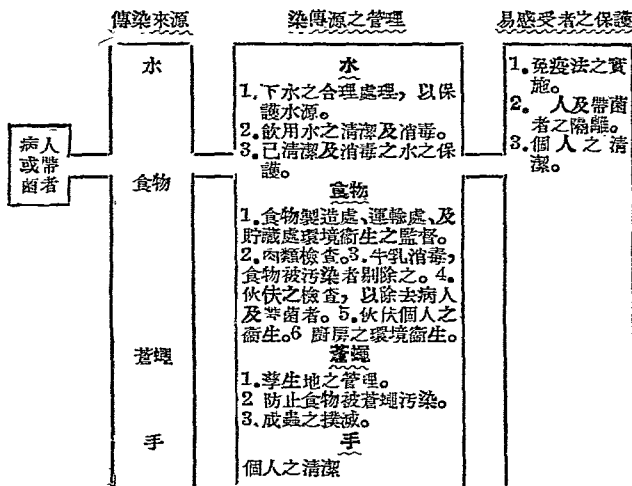 傳染來源
染傳源之管理
易感受者之保護
病人
或帶
菌者
水
食物
蒼蠅
手
水
1.下水之合理處理，以保
護水源。
2.飲用水之清潔及消毒。
3.已清潔及消毒之水之保
護。
食物
1.食物製造處、運輸處、及
貯藏處環境衞生之監督。
2.肉類檢查。3.牛乳消毒，
食物被汚染者剔除之。4.
伙伕之檢查，以除去病人
及帶菌者。5.伙伕個人之
衞生。6 廚房之環境衞生。
蒼蠅
1.孳生地之管理。
2 防止食物被蒼蠅汚染。
3.成蟲之撲滅。
手
個人之清潔
1.免疫法之實
施。
2. 人及帶菌
者之隔離。
3.個人之清
潔。